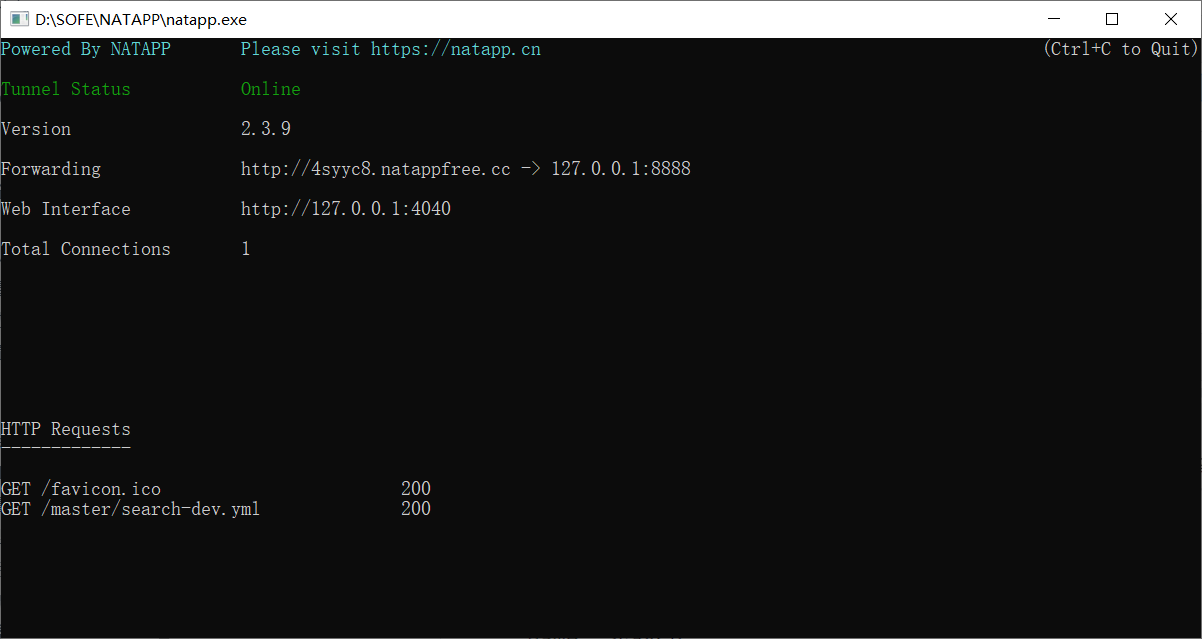 D:\SOFE\NATAPP\natapp.exe
Powered By NATAPP Please visit https://natapp.cn (Ctrl+C to Quit)
Tunnel Status Online
Version 2.3.9
Forwarding http://4syyc8.natappfree.cc -> 127.0.0.1:8888
Web Interface http://127.0.0.1:4040
Total Connections 1
HTTP Requests
-------------
GET /favicon.ico 200
GET /master/search-dev.yml 200